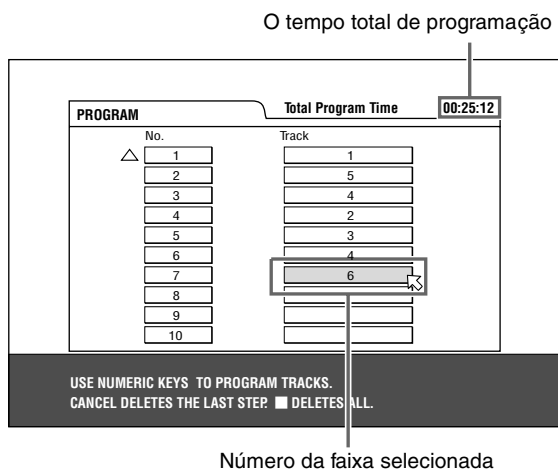 O tempo total de programação
PROGRAM Total Program Time 00:25:12
No. Track
1 1
2 5
3 4
4 2
5 3
6 4
7 6
8
9
10
USE NUMERIC KEYS TO PROGRAM TRACKS.
CANCEL DELETES THE LAST STEP. ■ DELETES ALL.
Número da faixa selecionada